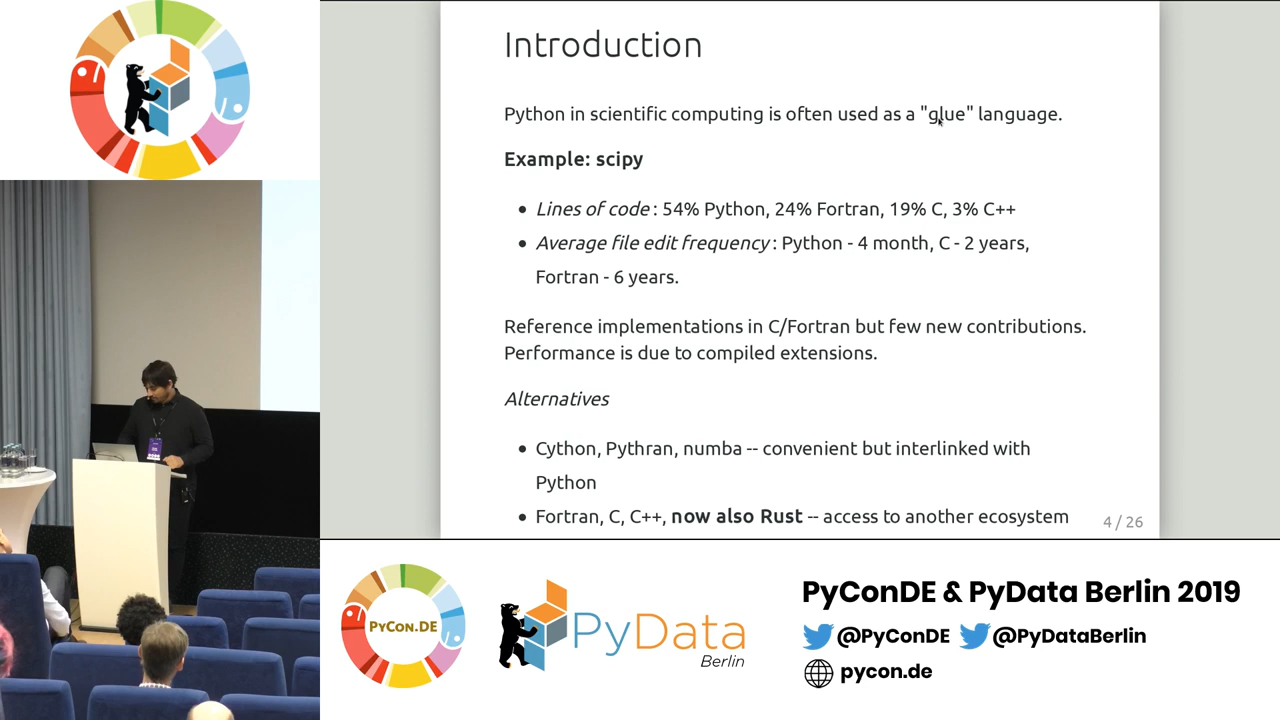 Introduction
Python in scientific computing is often used as a "glue" language.
Example: scipy
• Lines of code : 54% Python, 24% Fortran, 19% C, 3% C++
• Average file edit frequency : Python - 4 month, C - 2 years,
Fortran - 6 years.
Reference implementations in C/Fortran but few new contributions.
Performance is due to compiled extensions.
Alternatives
• Cython, Pythran, numba -- convenient but interlinked with
Python
• Fortran, C, C++, now also Rust -- access to another ecosystem
4 / 26
PyCon.DE
PyData
Berlin
PyConDE & PyData Berlin 2019
@PyConDE @PyDataBerlin
pycon.de